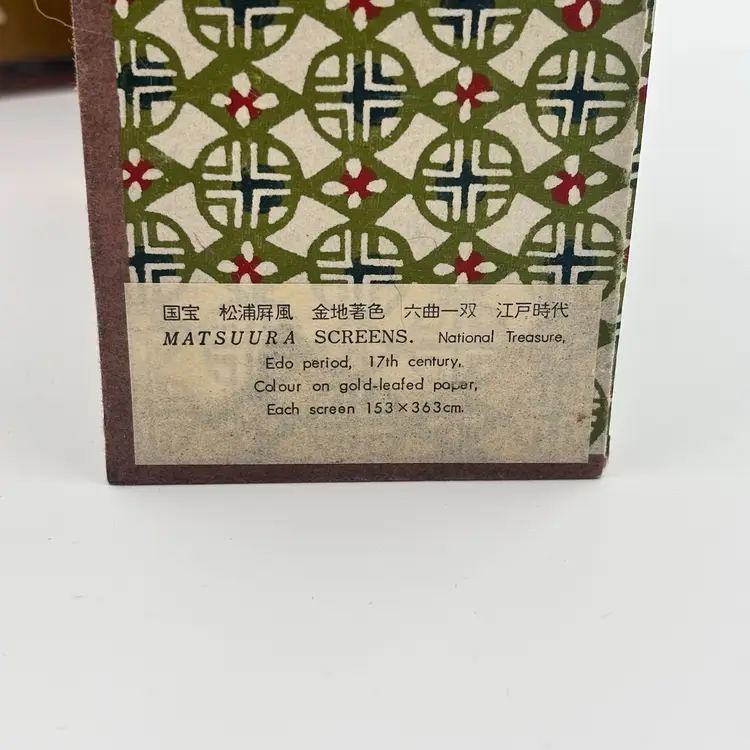 国宝 松浦屛風 金地著色 六曲一双 江戸時代
MATSUURA SCREENS. National Treasure,
Edo period, 17th century,
Colour on gold-leafed paper,
Each screen 153×363cm.